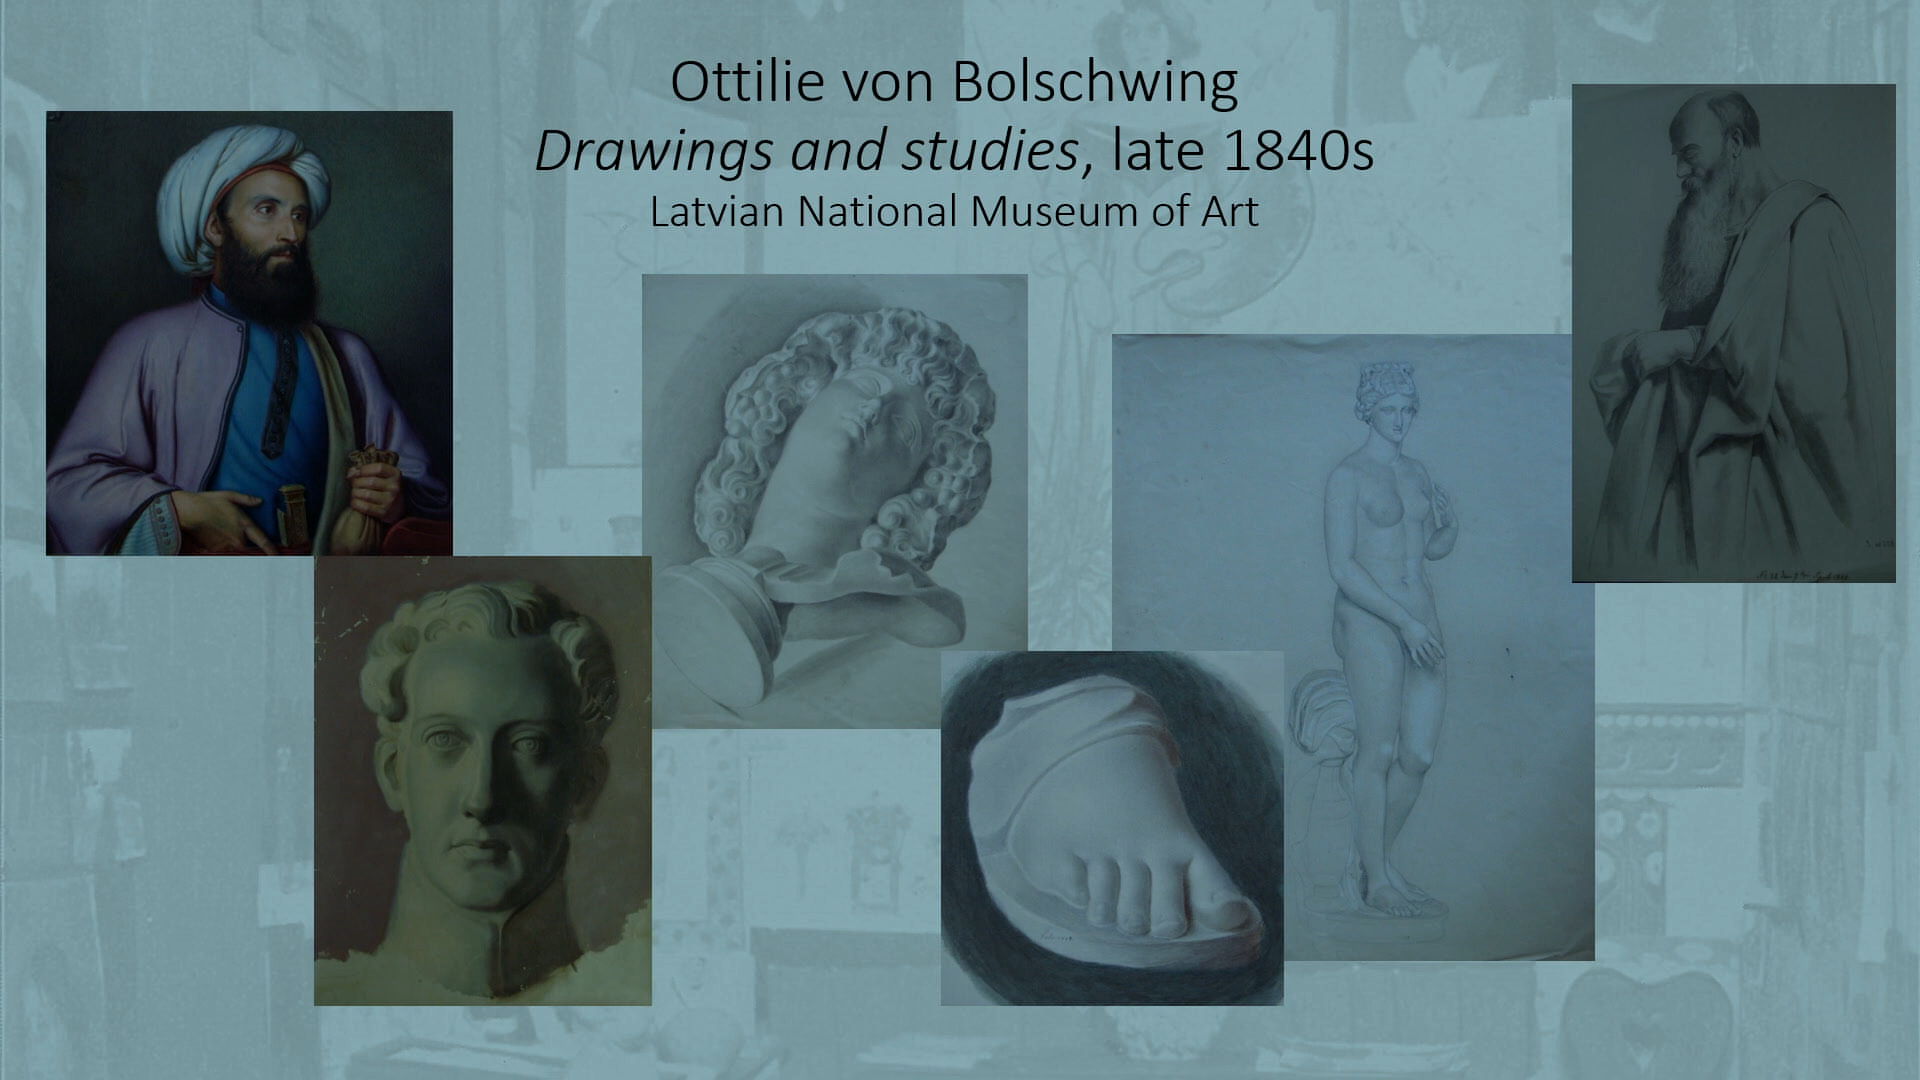 Ottilie von Bolschwing
Drawings and studies, late 1840s
Latvian National Museum of Art